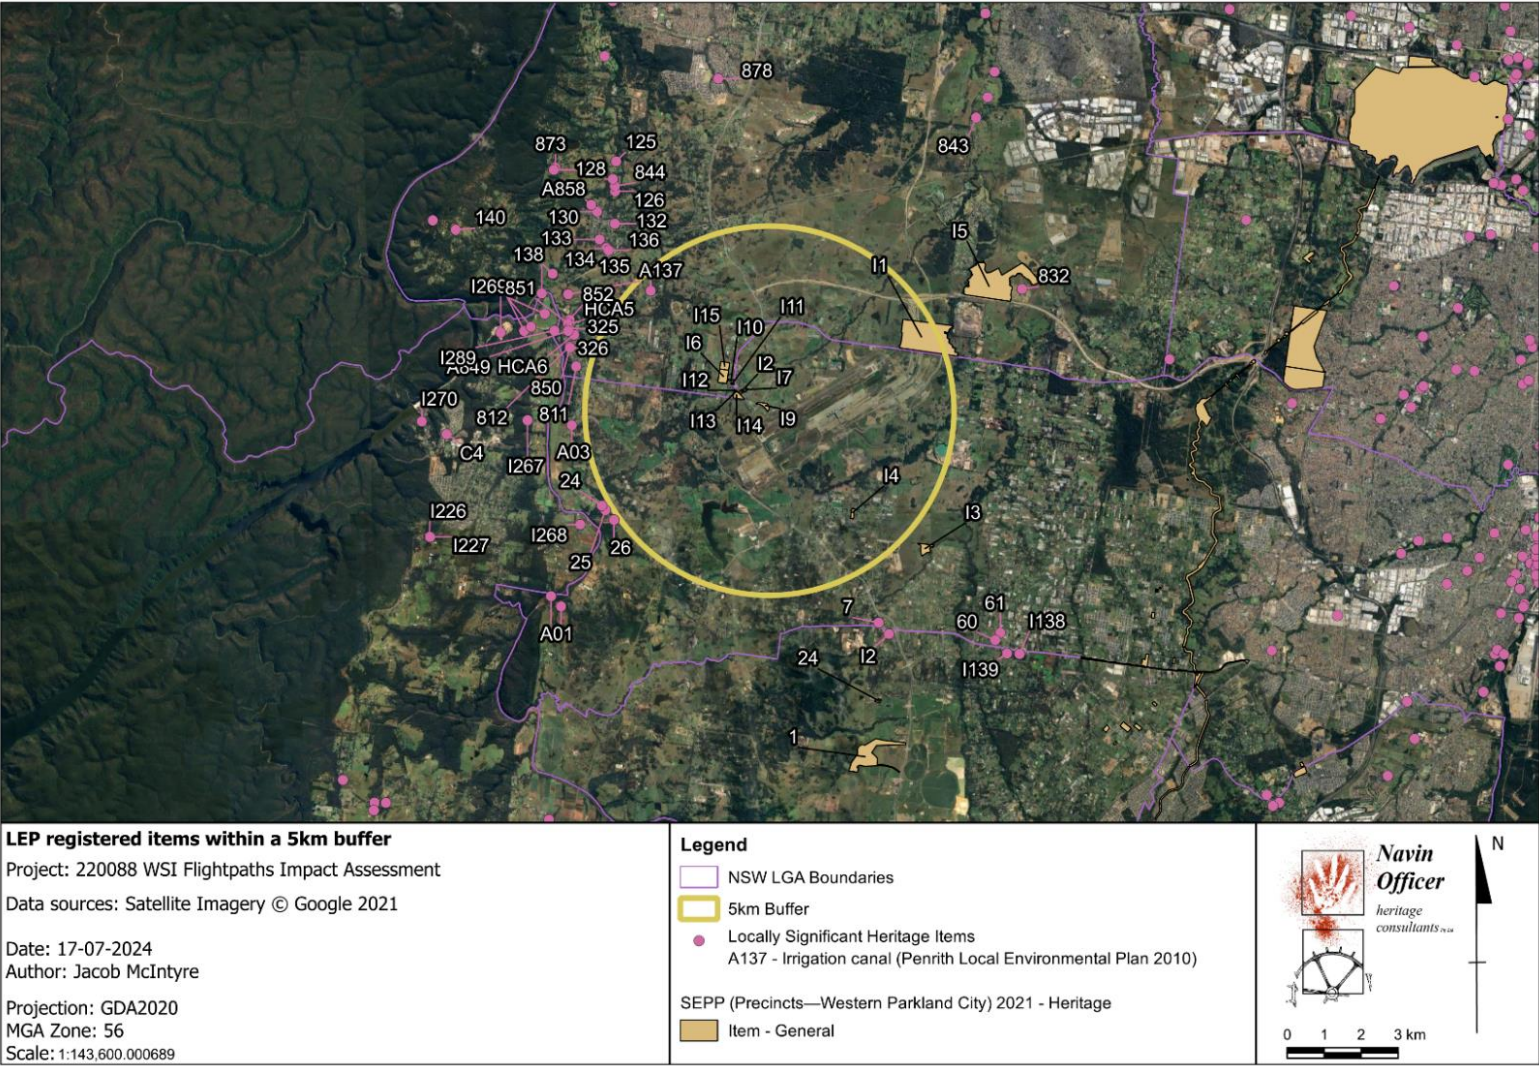 878
873
125
128
844
A858
126
843
140
130
132
133
136
138
134
135
A137
I5
832
I1
I269
851
852
HCA5
I15
I10
I11
325
I6
326
I289
A849
HCA6
I2
I7
I12
850
I270
812
811
I13
I14
I9
C4
I267
A03
24
I4
I226
I227
I268
25
26
I3
7
60
61
I138
A01
24
I2
I139
1
LEP registered items within a 5km buffer
Project: 220088 WSI Flightpaths Impact Assessment
Data sources: Satellite Imagery © Google 2021
Date: 17-07-2024
Author: Jacob McIntyre
Projection: GDA2020
MGA Zone: 56
Scale: 1:143,600.000689
Legend
NSW LGA Boundaries
5km Buffer
Locally Significant Heritage Items
A137 - Irrigation canal (Penrith Local Environmental Plan 2010)
SEPP (Precincts—Western Parkland City) 2021 - Heritage
Item - General
Navin
Officer
heritage
consultants
N
0 1 2 3 km